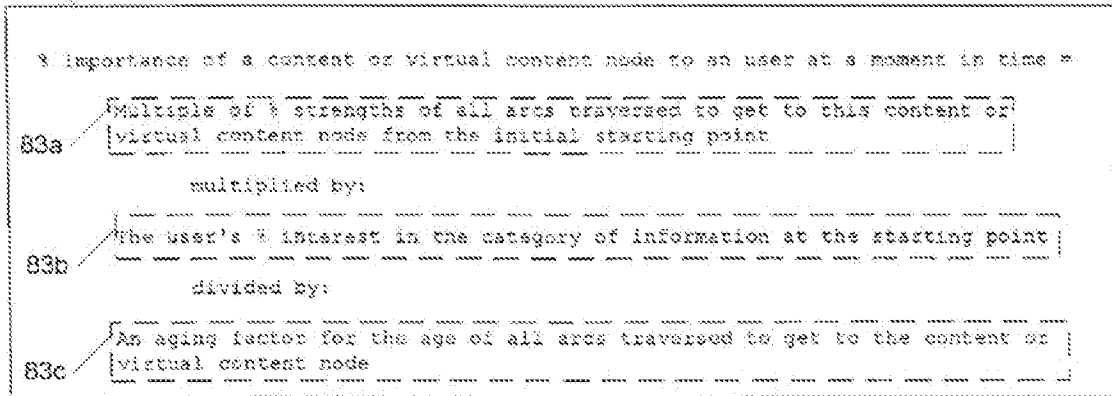 % importance of a content or virtual content node to an user at a moment in time =
83a
Multiple of % strengths of all arcs traversed to get to this content or
virtual content node from the initial starting point
multiplied by:
83b
The user's % interest in the category of information at the starting point
divided by:
83c
An aging factor for the age of all arcs traversed to get to the content or
virtual content node